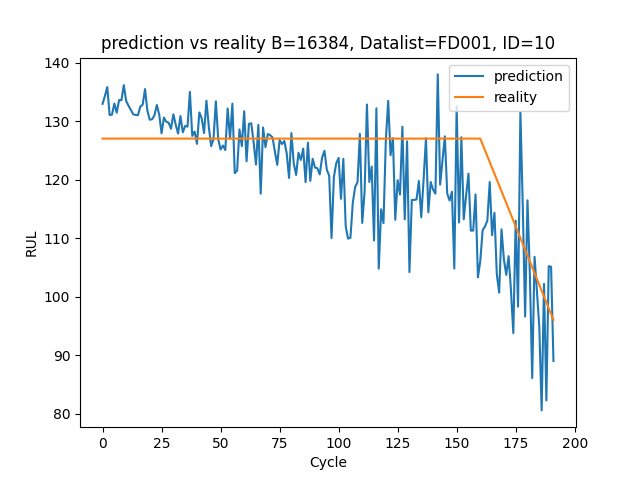 prediction vs reality B=16384, Datalist=FD001, ID=10
prediction
reality
RUL
140
130
120
110
100
90
80
0 25 50 75 100 125 150 175 200
Cycle